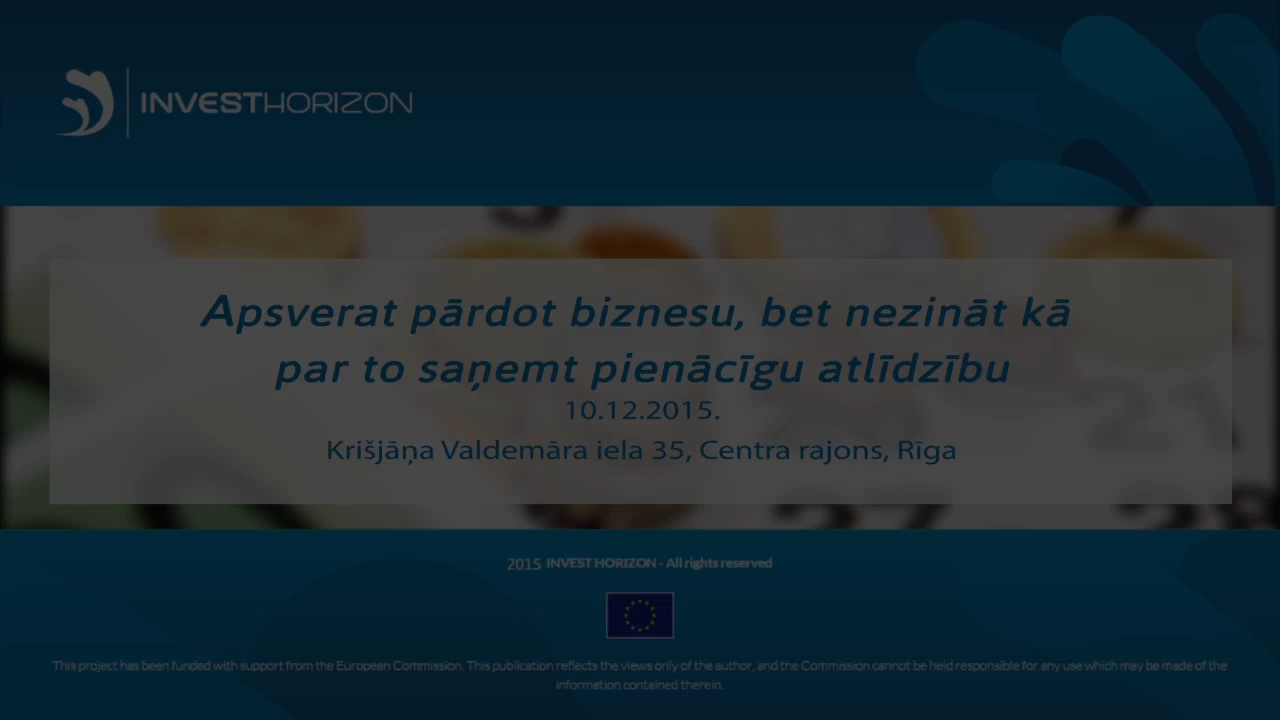 INVESTHORIZON
Apsverat pārdot biznesu, bet nezināt kā
par to saņemt pienācīgu atlīdzību
10.12.2015.
Krišjāņa Valdemāra iela 35, Centra rajons, Rīga
2015 INVEST HORIZON - All rights reserved
This project has been funded with support from the European Commission. This publication reflects the views only of the author, and the Commission cannot be held responsible for any use which may be made of the
information contained therein.